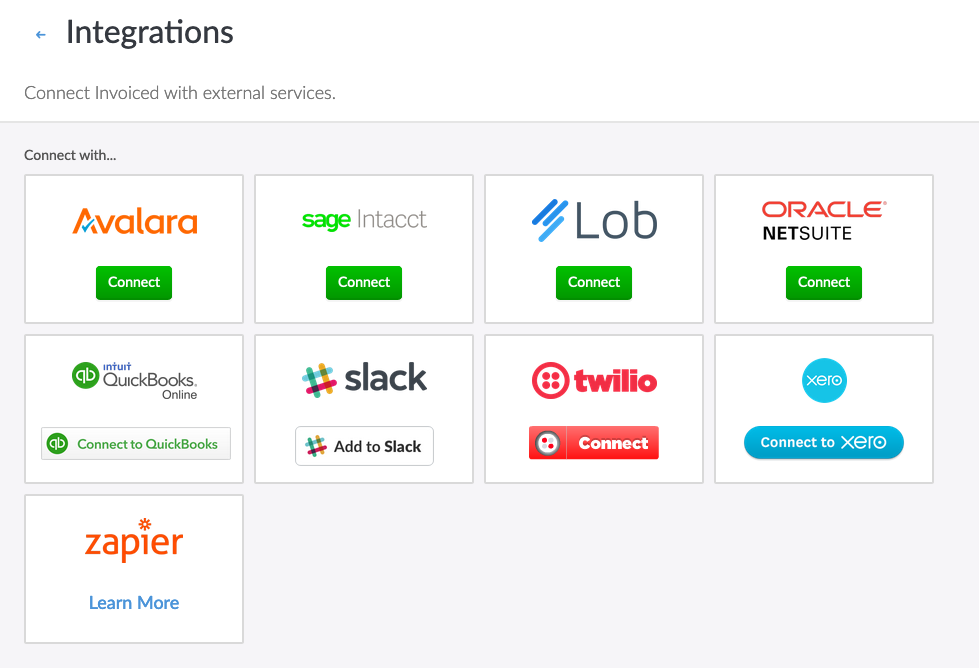 ← Integrations
Connect Invoiced with external services.
Connect with...
Avalara
Connect
sage Intacct
Connect
Lob
Connect
ORACLE®
NETSUITE
Connect
qb
intuit
QuickBooks.
Online
qb Connect to QuickBooks
slack
Add to Slack
twilio
Connect
xero
Connect to xero
zapier
Learn More